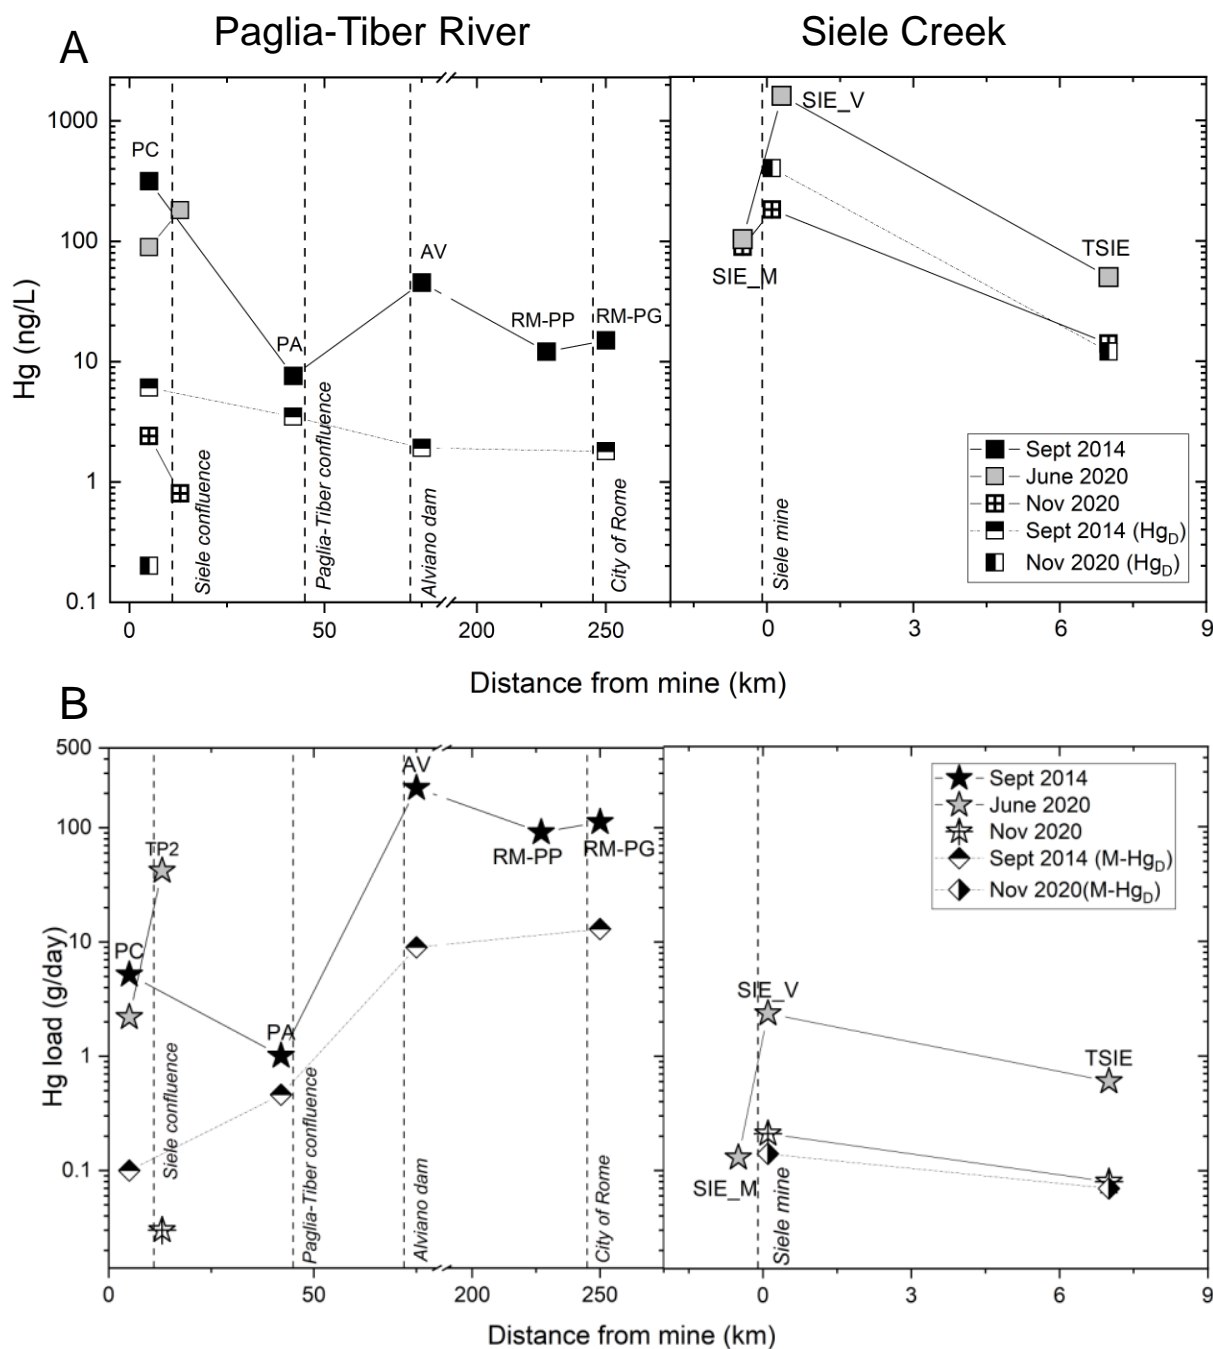 Paglia-Tiber River
Siele Creek
A
1000
100
10
1
0.1
Hg (ng/L)
PC
PA
AV
RM-PP
RM-PG
Siele confluence
Paglia-Tiber confluence
Alviano dam
City of Rome
0
50
200
250
SIE_V
SIE_M
TSIE
Siele mine
Sept 2014
June 2020
Nov 2020
Sept 2014 (HgD)
Nov 2020 (HgD)
0
3
6
9
Distance from mine (km)
B
500
100
10
1
0.1
Hg load (g/day)
AV
TP2
RM-PP
RM-PG
PC
PA
Siele confluence
Paglia-Tiber confluence
Alviano dam
City of Rome
0
50
200
250
Sept 2014
June 2020
Nov 2020
Sept 2014 (M-HgD)
Nov 2020(M-HgD)
SIE_V
TSIE
SIE_M
Siele mine
0
3
6
9
Distance from mine (km)